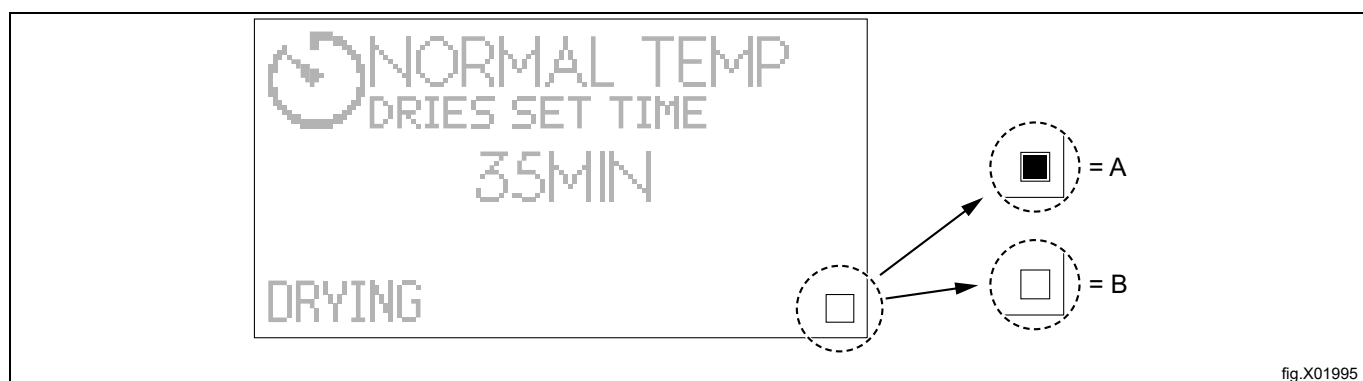 NORMAL TEMP
DRIES SET TIME
35MIN
DRYING
= A
= B
fig.X01995